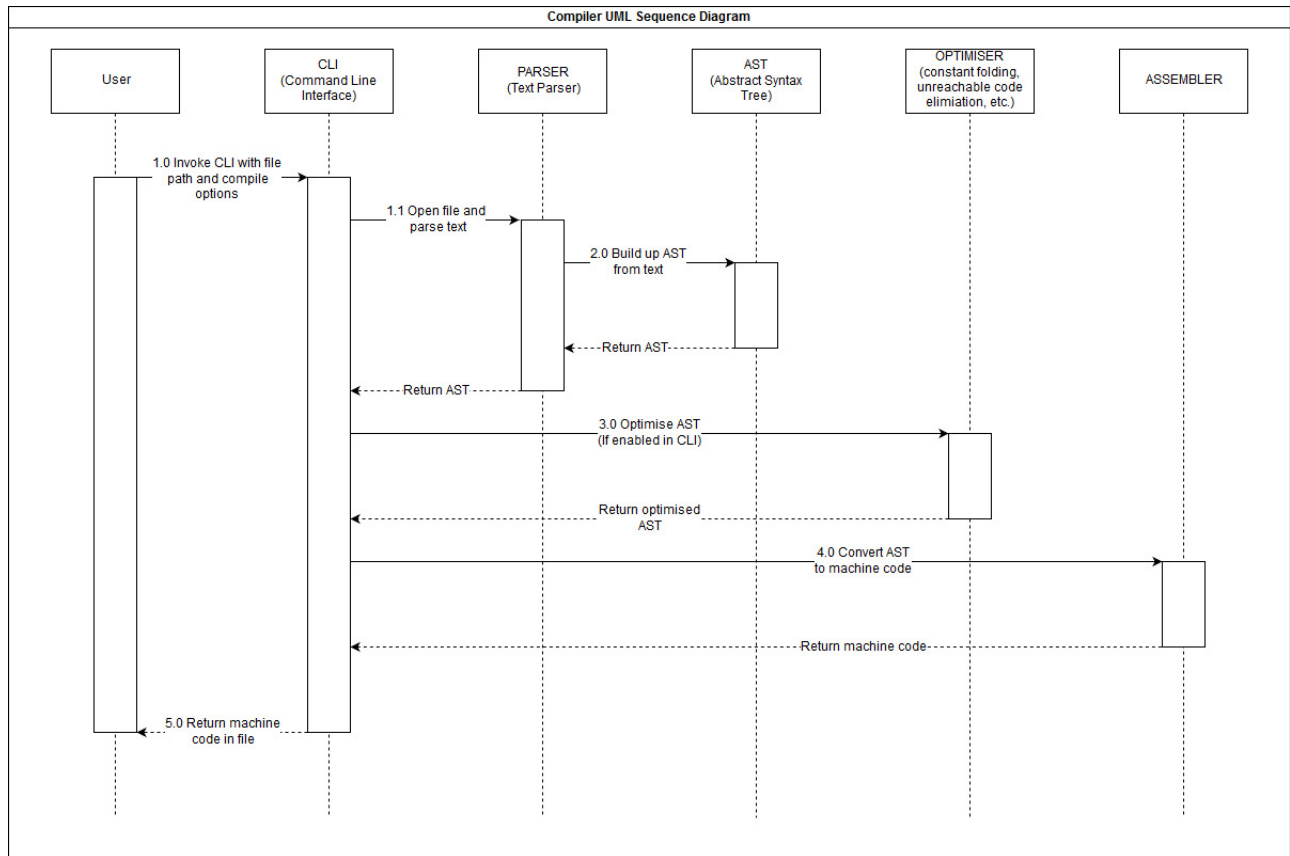 Compiler UML Sequence Diagram
User
CLI
(Command Line
Interface)
PARSER
(Text Parser)
AST
(Abstract Syntax
Tree)
OPTIMISER
(constant folding,
unreachable code
elimiation, etc.)
ASSEMBLER
1.0 Invoke CLI with file
path and compile
options
1.1 Open file and
parse text
2.0 Build up AST
from text
Return AST
Return AST
3.0 Optimise AST
(If enabled in CLI)
Return optimised
AST
4.0 Convert AST
to machine code
Return machine code
5.0 Return machine
code in file